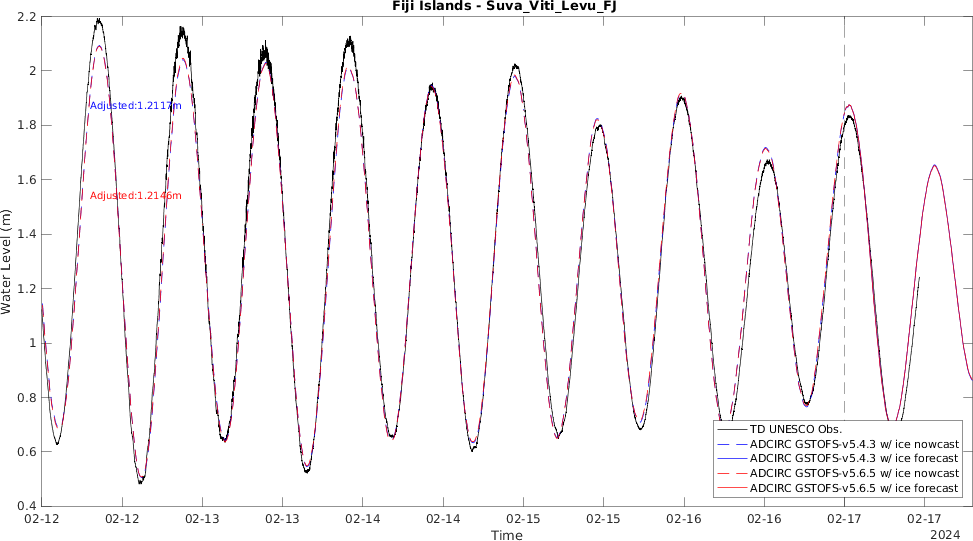 Fiji Islands - Suva_Viti_Levu_FJ
2.2
2
1.8
1.6
1.4
1.2
1
0.8
0.6
0.4
Water Level (m)
Adjusted:1.2117m
Adjusted:1.2146m
TD UNESCO Obs.
ADCIRC GSTOFS-v5.4.3 w/ ice nowcast
ADCIRC GSTOFS-v5.4.3 w/ ice forecast
ADCIRC GSTOFS-v5.6.5 w/ ice nowcast
ADCIRC GSTOFS-v5.6.5 w/ ice forecast
02-12 02-12 02-13 02-13 02-14 02-14 02-15 02-15 02-16 02-16 02-17 02-17
Time
2024